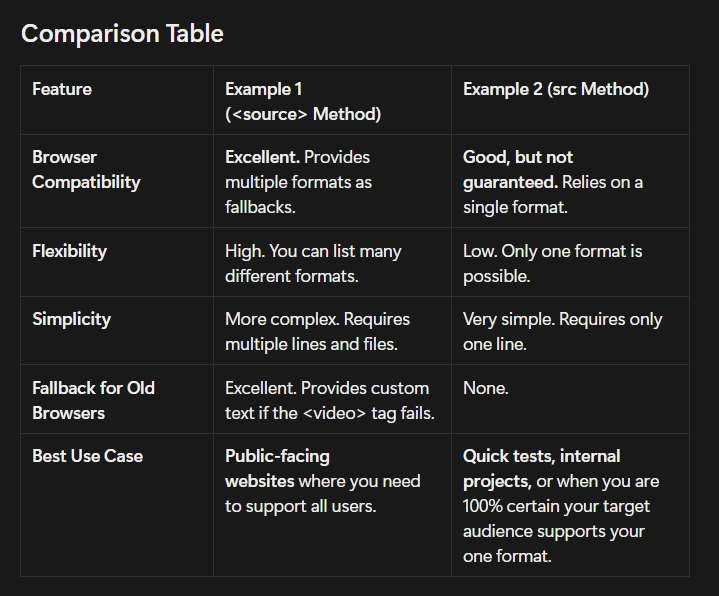 Comparison Table
Feature
Example 1
(<source> Method)
Example 2 (src Method)
Browser
Compatibility
Excellent. Provides
multiple formats as
fallbacks.
Good, but not
guaranteed. Relies on a
single format.
Flexibility
High. You can list many
different formats.
Low. Only one format is
possible.
Simplicity
More complex. Requires
multiple lines and files.
Very simple. Requires only
one line.
Fallback for Old
Browsers
Excellent. Provides custom
text if the <video> tag fails.
None.
Best Use Case
Public-facing
websites where you need
to support all users.
Quick tests, internal
projects, or when you are
100% certain your target
audience supports your
one format.